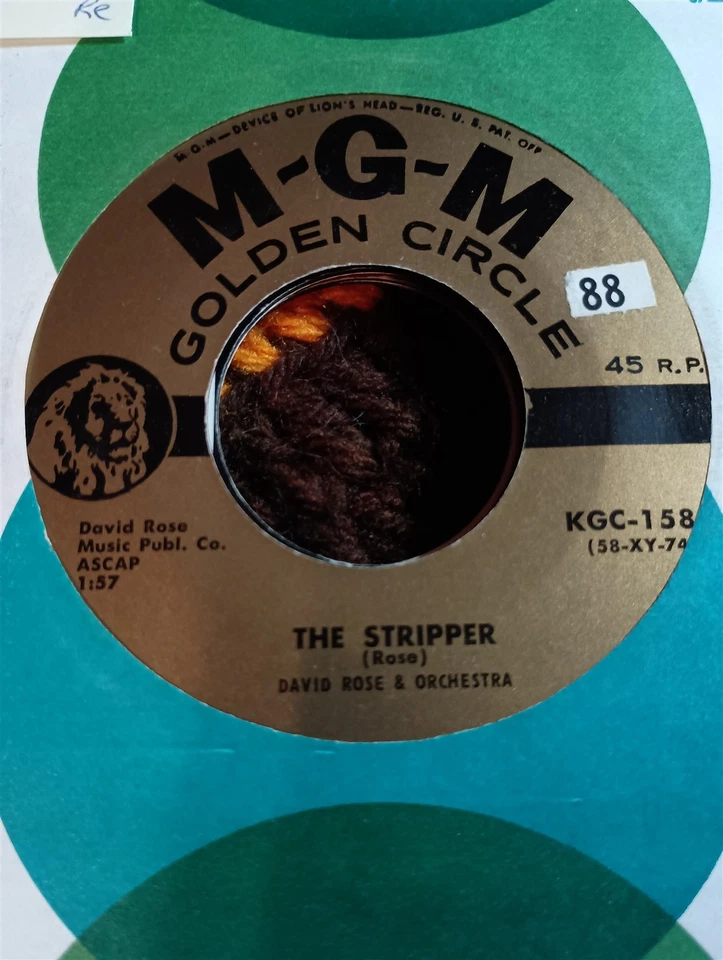 Re
M-G-M—DEVICE OF LION'S HEAD—REG. U. S. PAT. OFF
M-G-M
GOLDEN CIRCLE
88
45 R.P.
David Rose
Music Publ. Co.
ASCAP
1:57
KGC-158
(58-XY-74
THE STRIPPER
(Rose)
DAVID ROSE & ORCHESTRA